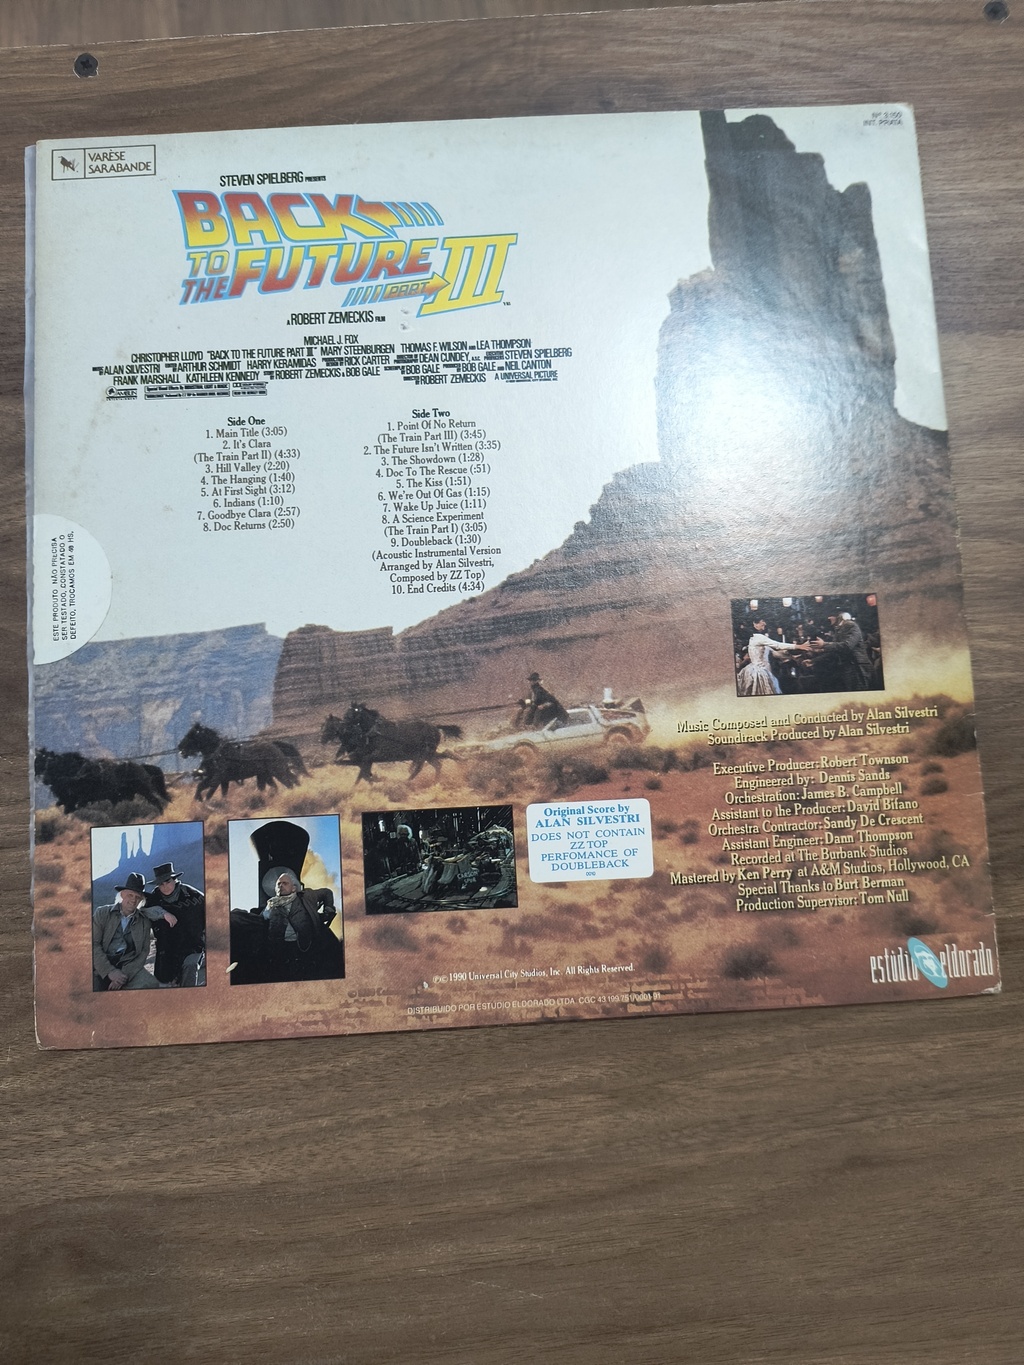 Nº 3.150
INT. PRATA
VARÈSE
SARABANDE
STEVEN SPIELBERG PRESENTS
BACK
TO
THE FUTURE
PART III
A ROBERT ZEMECKIS FILM
MICHAEL J. FOX
CHRISTOPHER LLOYD "BACK TO THE FUTURE PART III" MARY STEENBURGEN THOMAS F. WILSON AND LEA THOMPSON
ALAN SILVESTRI ARTHUR SCHMIDT HARRY KERAMIDAS RICK CARTER DEAN CUNDEY, A.S.C. STEVEN SPIELBERG
FRANK MARSHALL KATHLEEN KENNEDY ROBERT ZEMECKIS & BOB GALE BOB GALE BOB GALE AND NEIL CANTON
ROBERT ZEMECKIS A UNIVERSAL PICTURE
AMBLIN
Side One
1. Main Title (3:05)
2. It's Clara
(The Train Part II) (4:33)
3. Hill Valley (2:20)
4. The Hanging (1:40)
5. At First Sight (3:12)
6. Indians (1:10)
7. Goodbye Clara (2:57)
8. Doc Returns (2:50)
Side Two
1. Point Of No Return
(The Train Part III) (3:45)
2. The Future Isn't Written (3:35)
3. The Showdown (1:28)
4. Doc To The Rescue (:51)
5. The Kiss (1:51)
6. We're Out Of Gas (1:15)
7. Wake Up Juice (1:11)
8. A Science Experiment
(The Train Part I) (3:05)
9. Doubleback (1:30)
(Acoustic Instrumental Version
Arranged by Alan Silvestri,
Composed by ZZ Top)
10. End Credits (4:34)
ESTE PRODUTO NÃO PRECISA
SER TESTADO, CONSTATADO O
DEFEITO, TROCAMOS EM 48 HS.
Music Composed and Conducted by Alan Silvestri
Soundtrack Produced by Alan Silvestri
Executive Producer: Robert Townson
Engineered by: Dennis Sands
Orchestration: James B. Campbell
Assistant to the Producer: David Bifano
Orchestra Contractor: Sandy De Crescent
Assistant Engineer: Dann Thompson
Recorded at The Burbank Studios
Mastered by Ken Perry at A&M Studios, Hollywood, CA
Special Thanks to Burt Berman
Production Supervisor: Tom Null
Original Score by
ALAN SILVESTRI
DOES NOT CONTAIN
ZZ TOP
PERFOMANCE OF
DOUBLEBACK
estúdio eldorado
℗© 1990 Universal City Studios, Inc. All Rights Reserved.
DISTRIBUIDO POR ESTÚDIO ELDORADO LTDA. CGC 43.199.751/0001-91